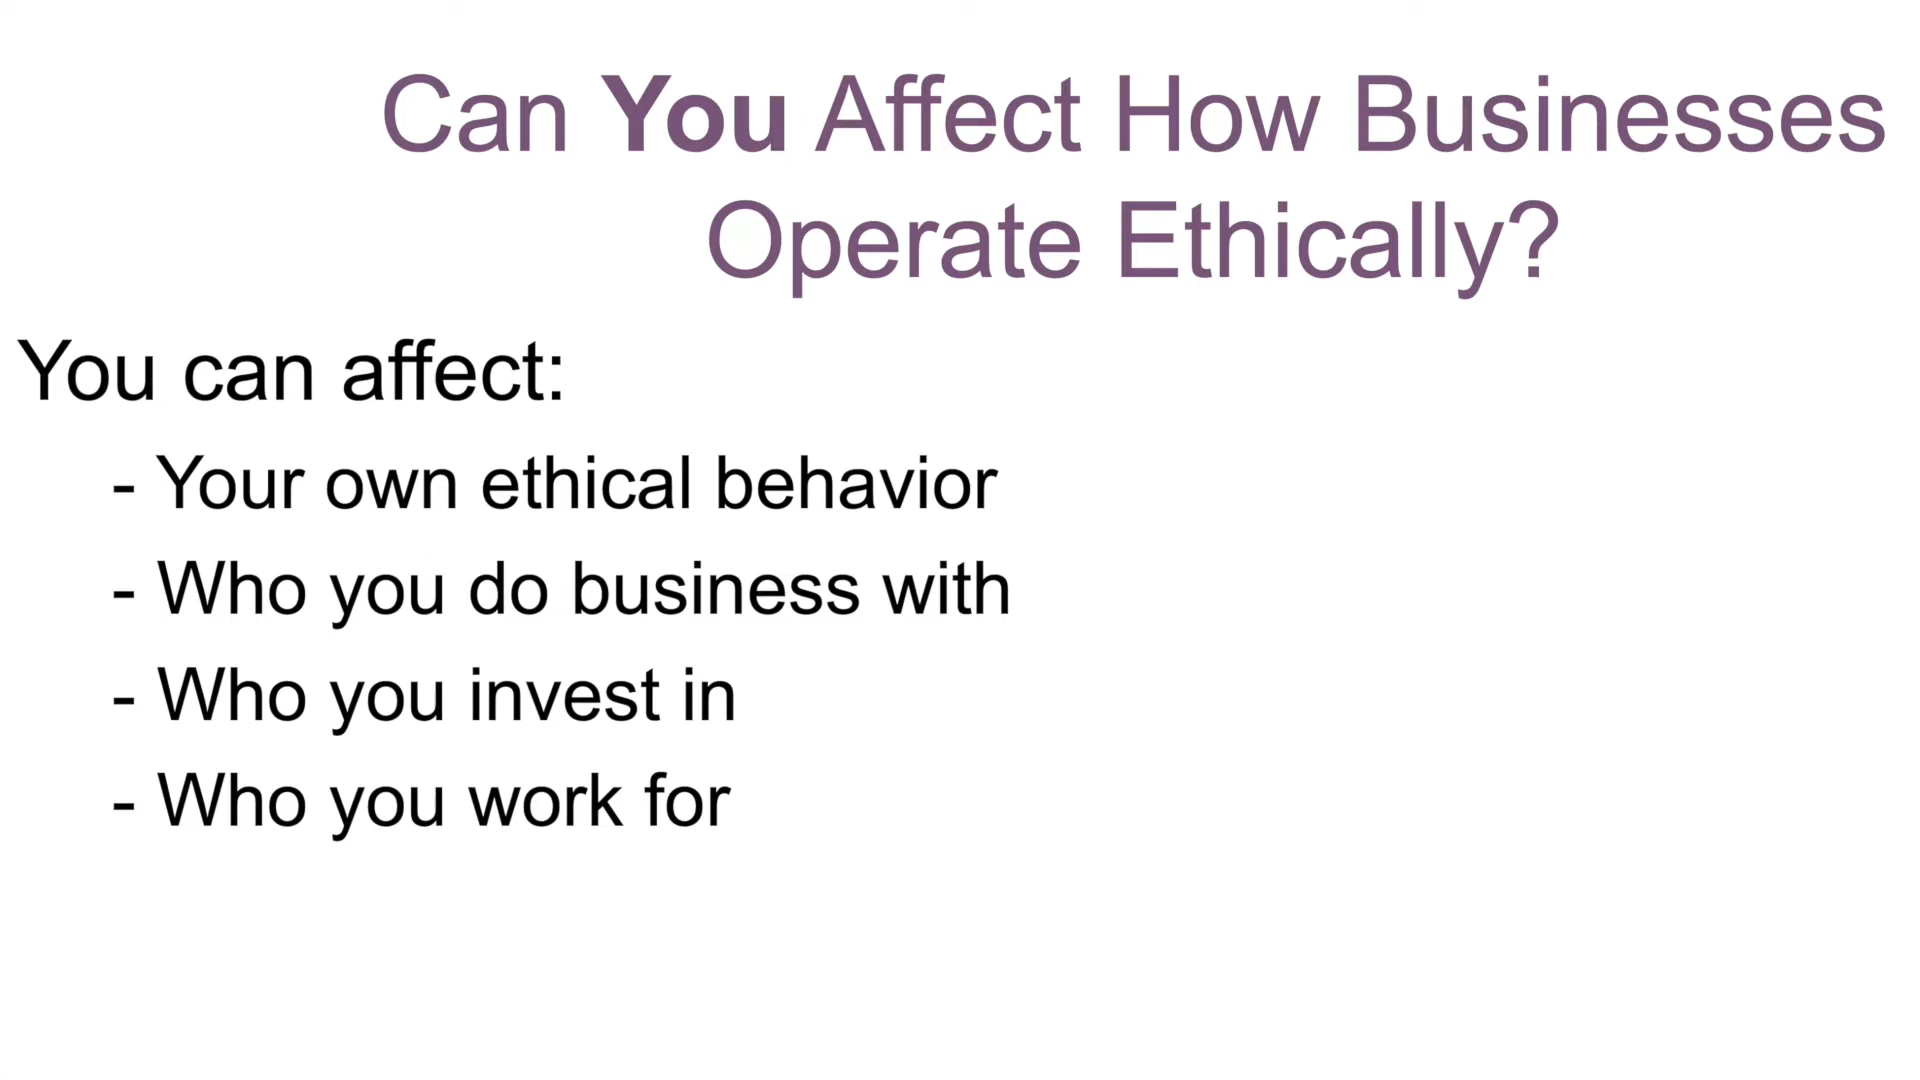 Can You Affect How Businesses
Operate Ethically?
You can affect:
- Your own ethical behavior
- Who you do business with
- Who you invest in
- Who you work for